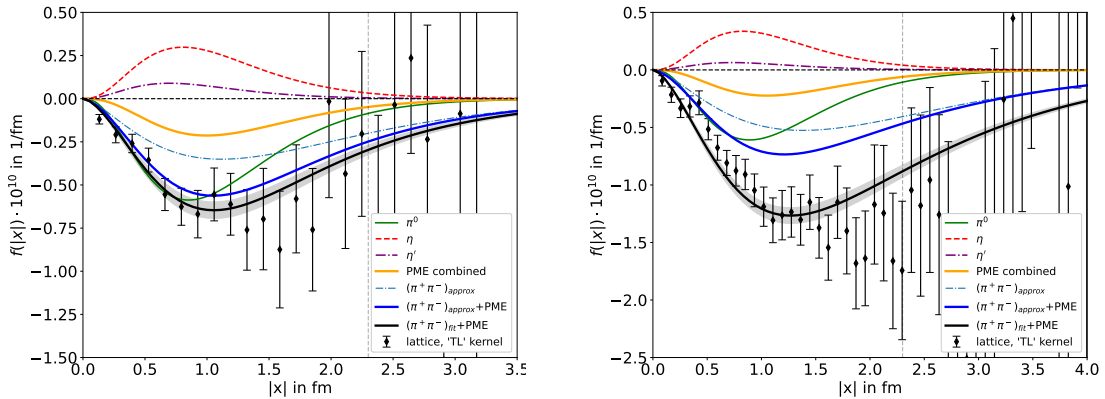 0.50
0.25
0.00
−0.25
−0.50
−0.75
−1.00
−1.25
−1.50
f(|x|) · 10¹⁰ in 1/fm
0.0 0.5 1.0 1.5 2.0 2.5 3.0 3.5
|x| in fm
π⁰
η
η′
PME combined
(π⁺π⁻)approx
(π⁺π⁻)approx+PME
(π⁺π⁻)fit+PME
lattice, 'TL' kernel
0.5
0.0
−0.5
−1.0
−1.5
−2.0
−2.5
f(|x|) · 10¹⁰ in 1/fm
0.0 0.5 1.0 1.5 2.0 2.5 3.0 3.5 4.0
|x| in fm
π⁰
η
η′
PME combined
(π⁺π⁻)approx
(π⁺π⁻)approx+PME
(π⁺π⁻)fit+PME
lattice, 'TL' kernel